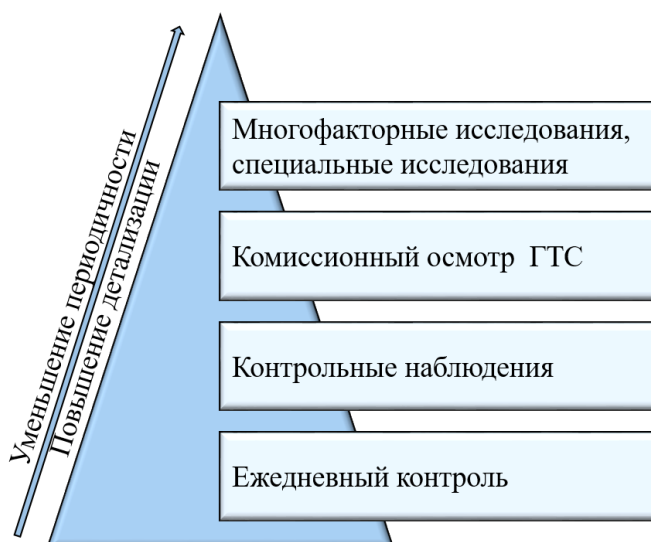 Уменьшение периодичности
Повышение детализации
Многофакторные исследования,
специальные исследования
Комиссионный осмотр ГТС
Контрольные наблюдения
Ежедневный контроль